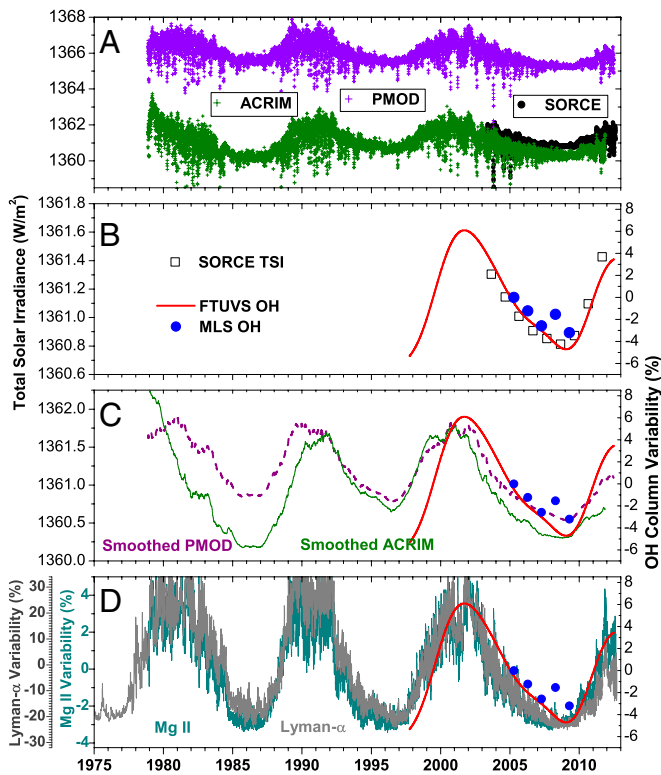 A
1368
1366
1364
1362
1360
ACRIM
PMOD
SORCE
B
1361.8
1361.6
1361.4
1361.2
1361.0
1360.8
1360.6
SORCE TSI
FTUVS OH
MLS OH
8
6
4
2
0
-2
-4
-6
Total Solar Irradiance (W/m²)
C
1362.0
1361.5
1361.0
1360.5
1360.0
Smoothed PMOD
Smoothed ACRIM
8
6
4
2
0
-2
-4
-6
OH Column Variability (%)
D
Lyman-α Variability (%)
30
20
10
0
-10
-20
-30
Mg II Variability (%)
4
2
0
-2
-4
Mg II
Lyman-α
8
6
4
2
0
-2
-4
-6
1975 1980 1985 1990 1995 2000 2005 2010